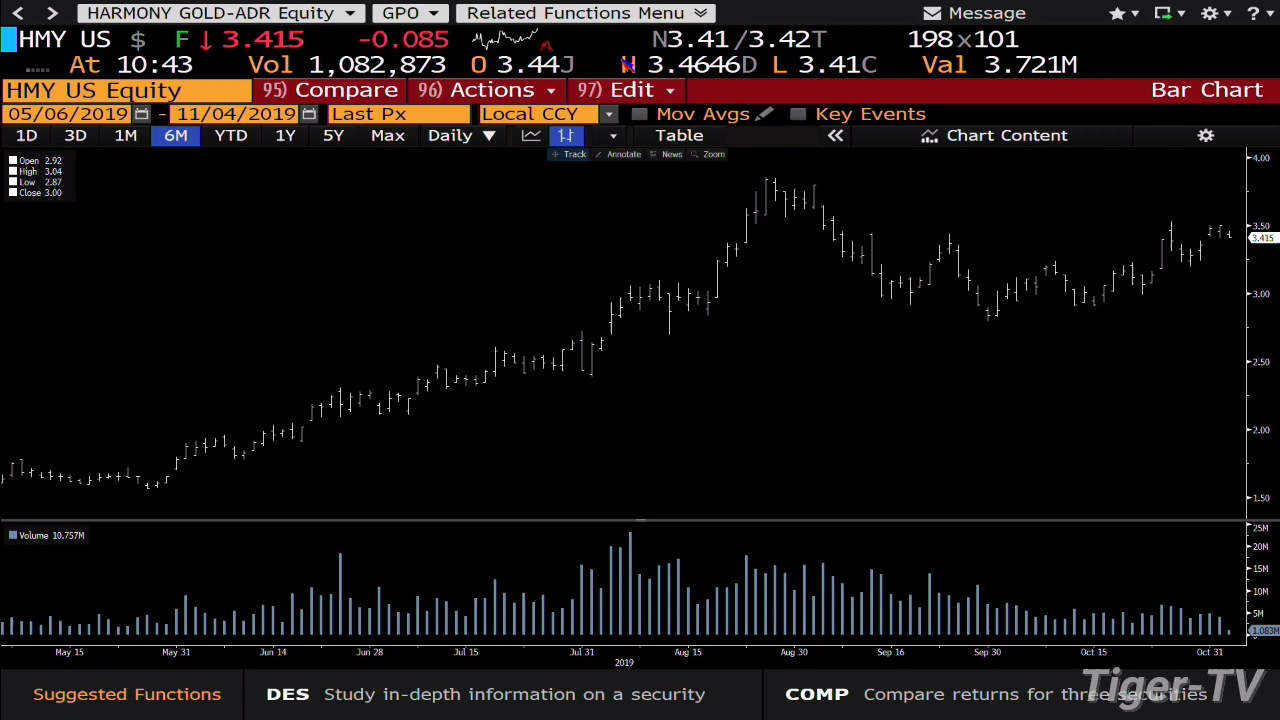 < > HARMONY GOLD-ADR Equity GPO Related Functions Menu Message ?
HMY US $ F ↓ 3.415 -0.085 N3.41 /3.42T 198×101
At 10:43 Vol 1,082,873 O 3.44J H 3.4646D L 3.41C Val 3.721M
HMY US Equity 95) Compare 96) Actions 97) Edit Bar Chart
05/06/2019 - 11/04/2019 Last Px Local CCY Mov Avgs Key Events
1D 3D 1M 6M YTD 1Y 5Y Max Daily ▼ Table « Chart Content
Track Annotate News Zoom
Open 2.92
High 3.04
Low 2.87
Close 3.00
4.00
3.50
3.415
3.00
2.50
2.00
1.50
Volume 10.757M
25M
20M
15M
10M
5M
1.083M
May 15 May 31 Jun 14 Jun 28 Jul 15 Jul 31 Aug 15 Aug 30 Sep 16 Sep 30 Oct 15 Oct 31
2019
Suggested Functions DES Study in-depth information on a security COMP Compare returns for three securities
Tiger-TV